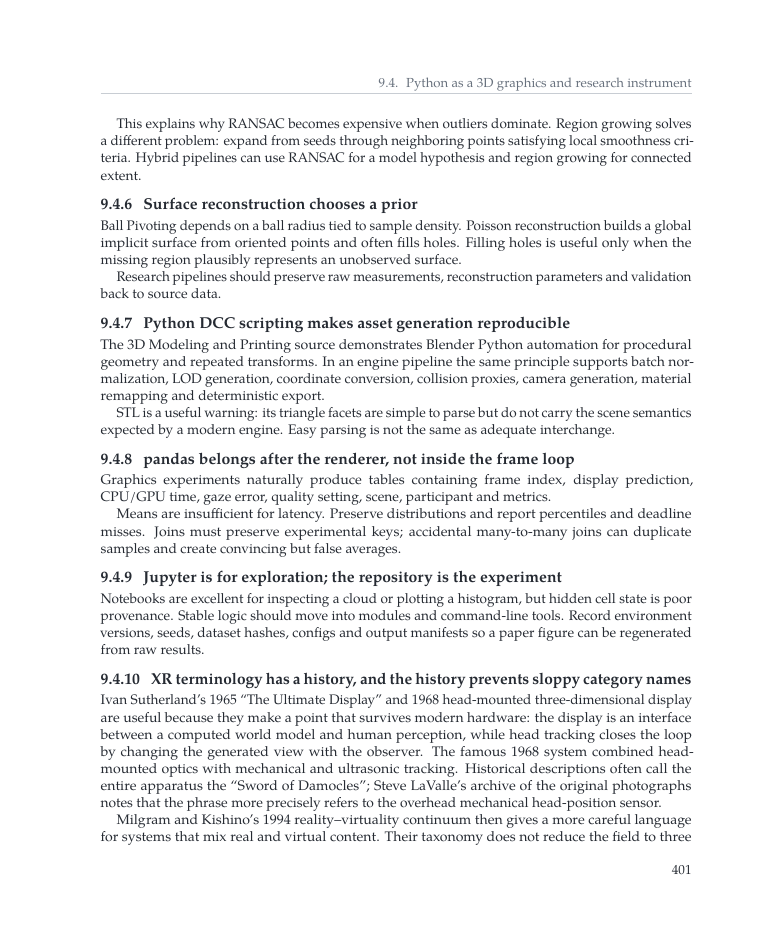 9.4. Python as a 3D graphics and research instrument
This explains why RANSAC becomes expensive when outliers dominate. Region growing solves
a different problem: expand from seeds through neighboring points satisfying local smoothness cri-
teria. Hybrid pipelines can use RANSAC for a model hypothesis and region growing for connected
extent.
9.4.6 Surface reconstruction chooses a prior
Ball Pivoting depends on a ball radius tied to sample density. Poisson reconstruction builds a global
implicit surface from oriented points and often fills holes. Filling holes is useful only when the
missing region plausibly represents an unobserved surface.
Research pipelines should preserve raw measurements, reconstruction parameters and validation
back to source data.
9.4.7 Python DCC scripting makes asset generation reproducible
The 3D Modeling and Printing source demonstrates Blender Python automation for procedural
geometry and repeated transforms. In an engine pipeline the same principle supports batch nor-
malization, LOD generation, coordinate conversion, collision proxies, camera generation, material
remapping and deterministic export.
STL is a useful warning: its triangle facets are simple to parse but do not carry the scene semantics
expected by a modern engine. Easy parsing is not the same as adequate interchange.
9.4.8 pandas belongs after the renderer, not inside the frame loop
Graphics experiments naturally produce tables containing frame index, display prediction,
CPU/GPU time, gaze error, quality setting, scene, participant and metrics.
Means are insufficient for latency. Preserve distributions and report percentiles and deadline
misses. Joins must preserve experimental keys; accidental many-to-many joins can duplicate
samples and create convincing but false averages.
9.4.9 Jupyter is for exploration; the repository is the experiment
Notebooks are excellent for inspecting a cloud or plotting a histogram, but hidden cell state is poor
provenance. Stable logic should move into modules and command-line tools. Record environment
versions, seeds, dataset hashes, configs and output manifests so a paper figure can be regenerated
from raw results.
9.4.10 XR terminology has a history, and the history prevents sloppy category names
Ivan Sutherland's 1965 “The Ultimate Display” and 1968 head-mounted three-dimensional display
are useful because they make a point that survives modern hardware: the display is an interface
between a computed world model and human perception, while head tracking closes the loop
by changing the generated view with the observer. The famous 1968 system combined head-
mounted optics with mechanical and ultrasonic tracking. Historical descriptions often call the
entire apparatus the “Sword of Damocles”; Steve LaValle's archive of the original photographs
notes that the phrase more precisely refers to the overhead mechanical head-position sensor.
Milgram and Kishino's 1994 reality–virtuality continuum then gives a more careful language
for systems that mix real and virtual content. Their taxonomy does not reduce the field to three
401